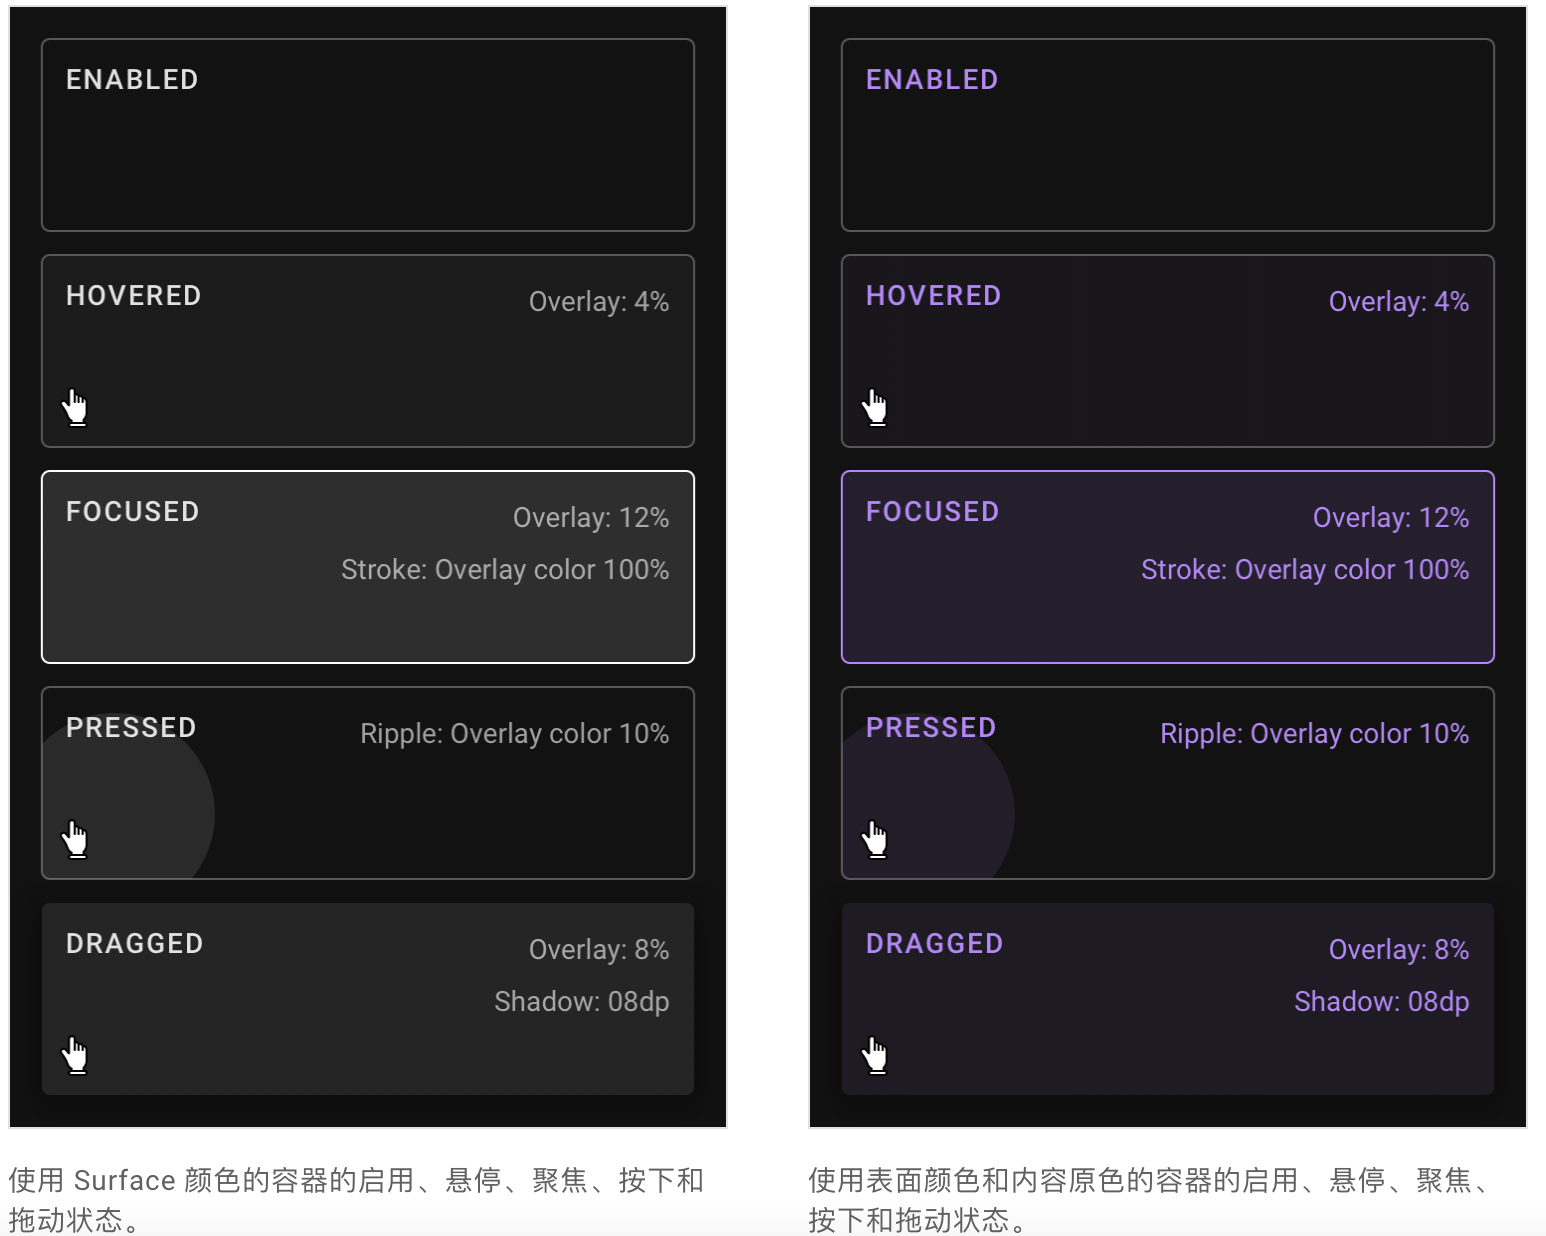 ENABLED
HOVERED
Overlay: 4%
FOCUSED
Overlay: 12%
Stroke: Overlay color 100%
PRESSED
Ripple: Overlay color 10%
DRAGGED
Overlay: 8%
Shadow: 08dp
使用 Surface 颜色的容器的启用、悬停、聚焦、按下和
拖动状态。
ENABLED
HOVERED
Overlay: 4%
FOCUSED
Overlay: 12%
Stroke: Overlay color 100%
PRESSED
Ripple: Overlay color 10%
DRAGGED
Overlay: 8%
Shadow: 08dp
使用表面颜色和内容原色的容器的启用、悬停、聚焦、
按下和拖动状态。